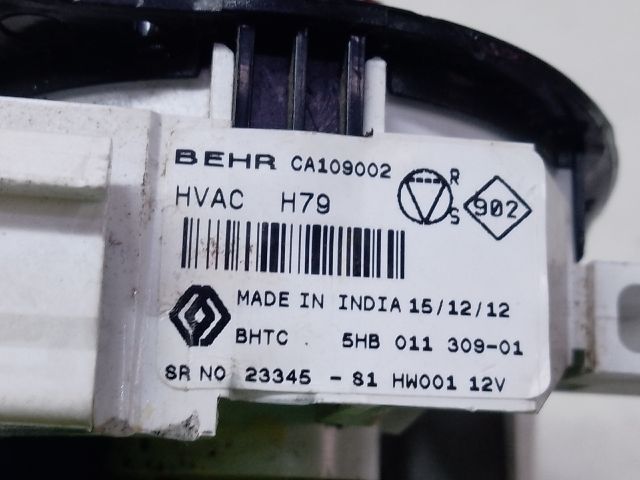 BEHR CA109002
HVAC H79
R
S
902
MADE IN INDIA 15/12/12
BHTC 5HB 011 309-01
SR NO 23345 - S1 HW001 12V